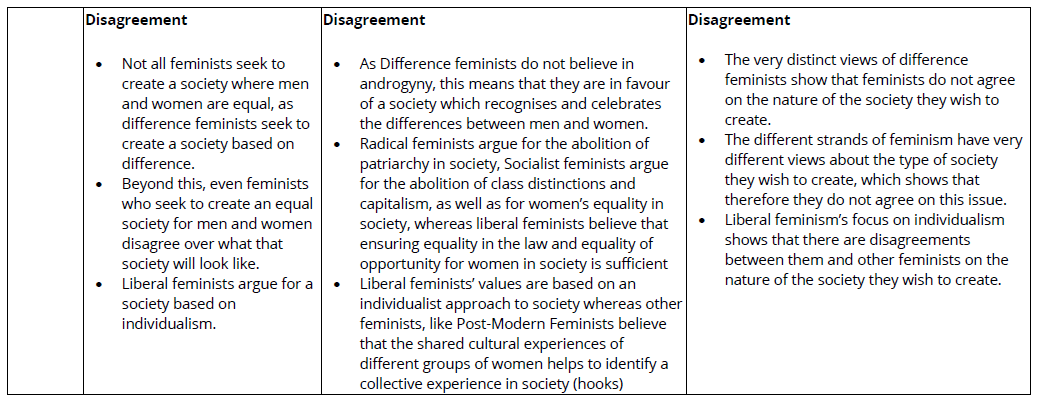 Disagreement
• Not all feminists seek to
create a society where men
and women are equal, as
difference feminists seek to
create a society based on
difference.
• Beyond this, even feminists
who seek to create an equal
society for men and women
disagree over what that
society will look like.
• Liberal feminists argue for a
society based on
individualism.
Disagreement
• As Difference feminists do not believe in
androgyny, this means that they are in favour
of a society which recognises and celebrates
the differences between men and women.
• Radical feminists argue for the abolition of
patriarchy in society, Socialist feminists argue
for the abolition of class distinctions and
capitalism, as well as for women’s equality in
society, whereas liberal feminists believe that
ensuring equality in the law and equality of
opportunity for women in society is sufficient
• Liberal feminists’ values are based on an
individualist approach to society whereas other
feminists, like Post-Modern Feminists believe
that the shared cultural experiences of
different groups of women helps to identify a
collective experience in society (hooks)
Disagreement
• The very distinct views of difference
feminists show that feminists do not agree
on the nature of the society they wish to
create.
• The different strands of feminism have very
different views about the type of society
they wish to create, which shows that
therefore they do not agree on this issue.
• Liberal feminism’s focus on individualism
shows that there are disagreements
between them and other feminists on the
nature of the society they wish to create.